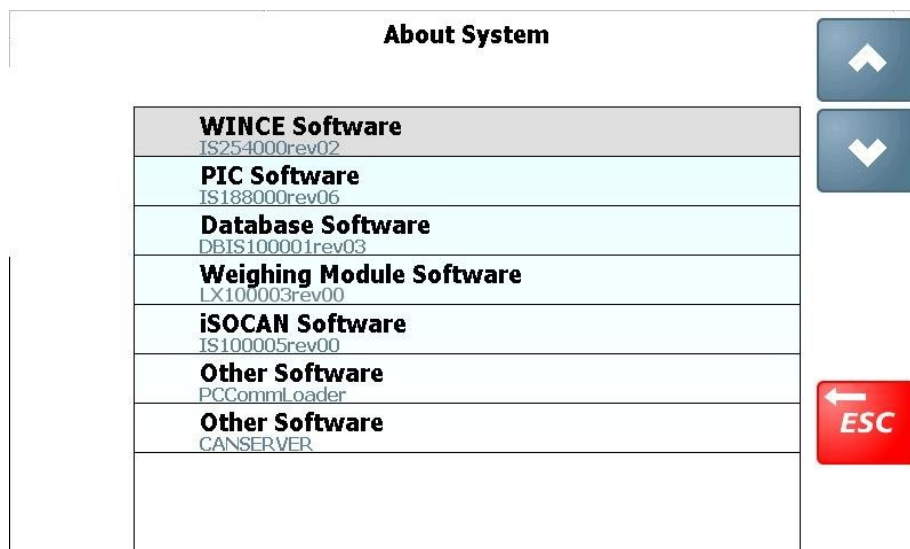 About System
WINCE Software
IS254000rev02
PIC Software
IS188000rev06
Database Software
DBIS100001rev03
Weighing Module Software
LX100003rev00
iSOCAN Software
IS100005rev00
Other Software
PCCommLoader
Other Software
CANSERVER
ESC